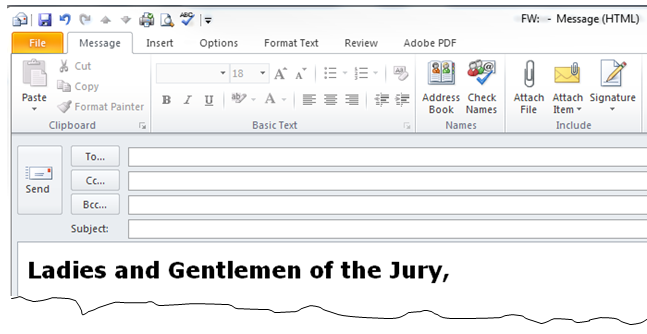 ABC
FW: - Message (HTML)
File Message Insert Options Format Text Review Adobe PDF
Paste
Cut
Copy
Format Painter
Clipboard
18 A A
B I U ab A
Basic Text
Address Book
Check Names
Names
Attach File
Attach Item
Signature
Include
Send
To...
Cc...
Bcc...
Subject:
Ladies and Gentlemen of the Jury,